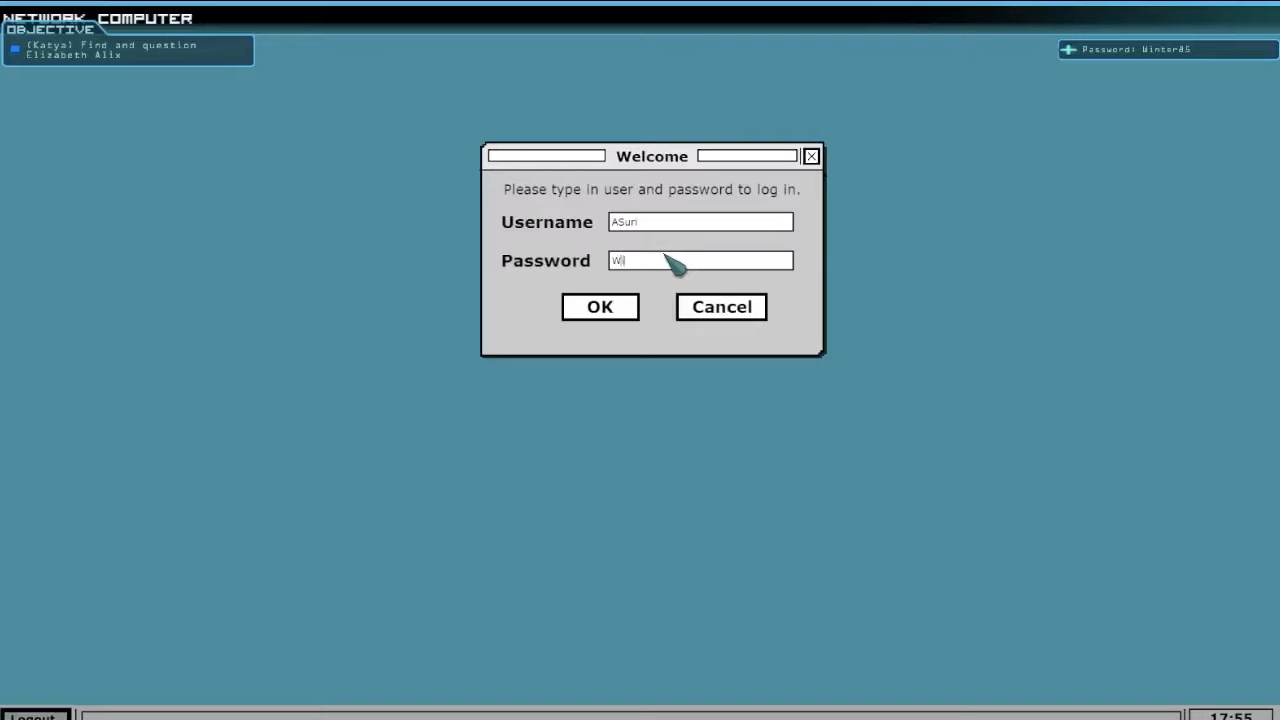 NETWORK COMPUTER
OBJECTIVE
(Katya) Find and question
Elizabeth Alix
Password: Winter85
Welcome
Please type in user and password to log in.
Username
ASuri
Password
Wi
OK
Cancel
Logout
17:55